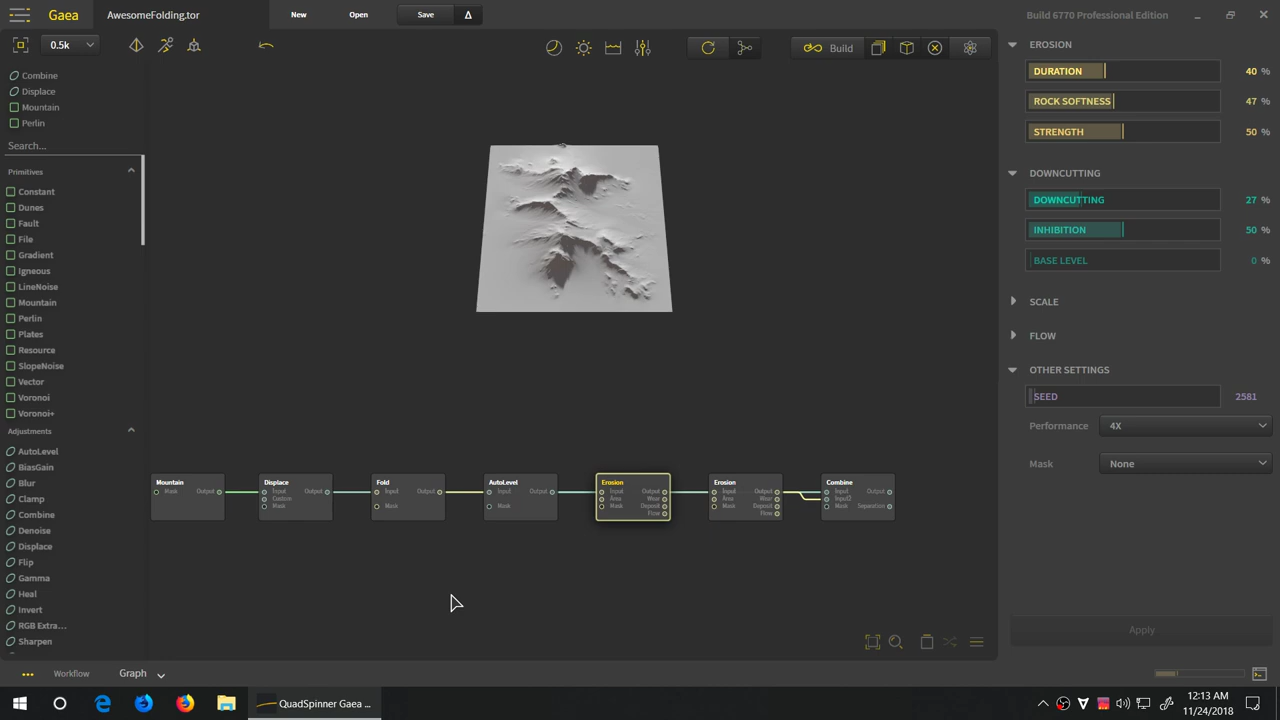 Gaea
AwesomeFolding.tor
New
Open
Save
Build 6770 Professional Edition
0.5k
Build
Combine
Displace
Mountain
Perlin
Search...
Primitives
Constant
Dunes
Fault
File
Gradient
Igneous
LineNoise
Mountain
Perlin
Plates
Resource
SlopeNoise
Vector
Voronoi
Voronoi+
Adjustments
AutoLevel
BiasGain
Blur
Clamp
Combine
Denoise
Displace
Flip
Gamma
Heal
Invert
RGB Extra...
Sharpen
Mountain
Mask Output
Displace
Input Output
Custom
Mask
Fold
Input Output
Mask
AutoLevel
Input Output
Mask
Erosion
Input Output
Area Wear
Mask Deposit
Flow
Erosion
Input Output
Area Wear
Mask Deposit
Flow
Combine
Input Output
Input2
Mask Separation
EROSION
DURATION 40 %
ROCK SOFTNESS 47 %
STRENGTH 50 %
DOWNCUTTING
DOWNCUTTING 27 %
INHIBITION 50 %
BASE LEVEL 0 %
SCALE
FLOW
OTHER SETTINGS
SEED 2581
Performance 4X
Mask None
Apply
Workflow
Graph
QuadSpinner Gaea ...
12:13 AM
11/24/2018